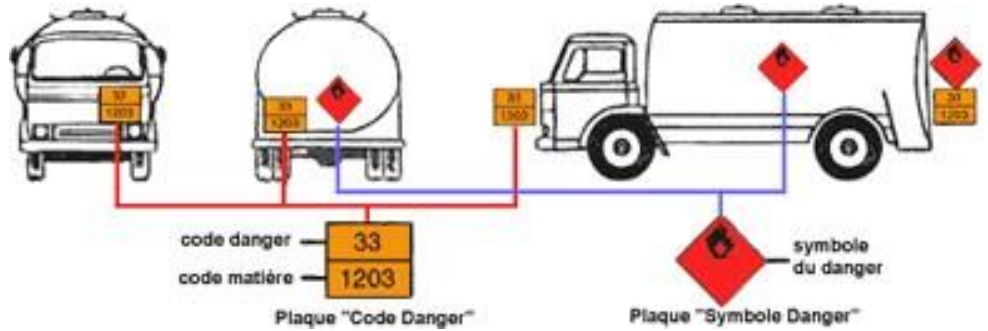 33
1203
33
1203
33
1203
33
1203
code danger
33
code matière
1203
symbole
du danger
Plaque "Code Danger"
Plaque "Symbole Danger"